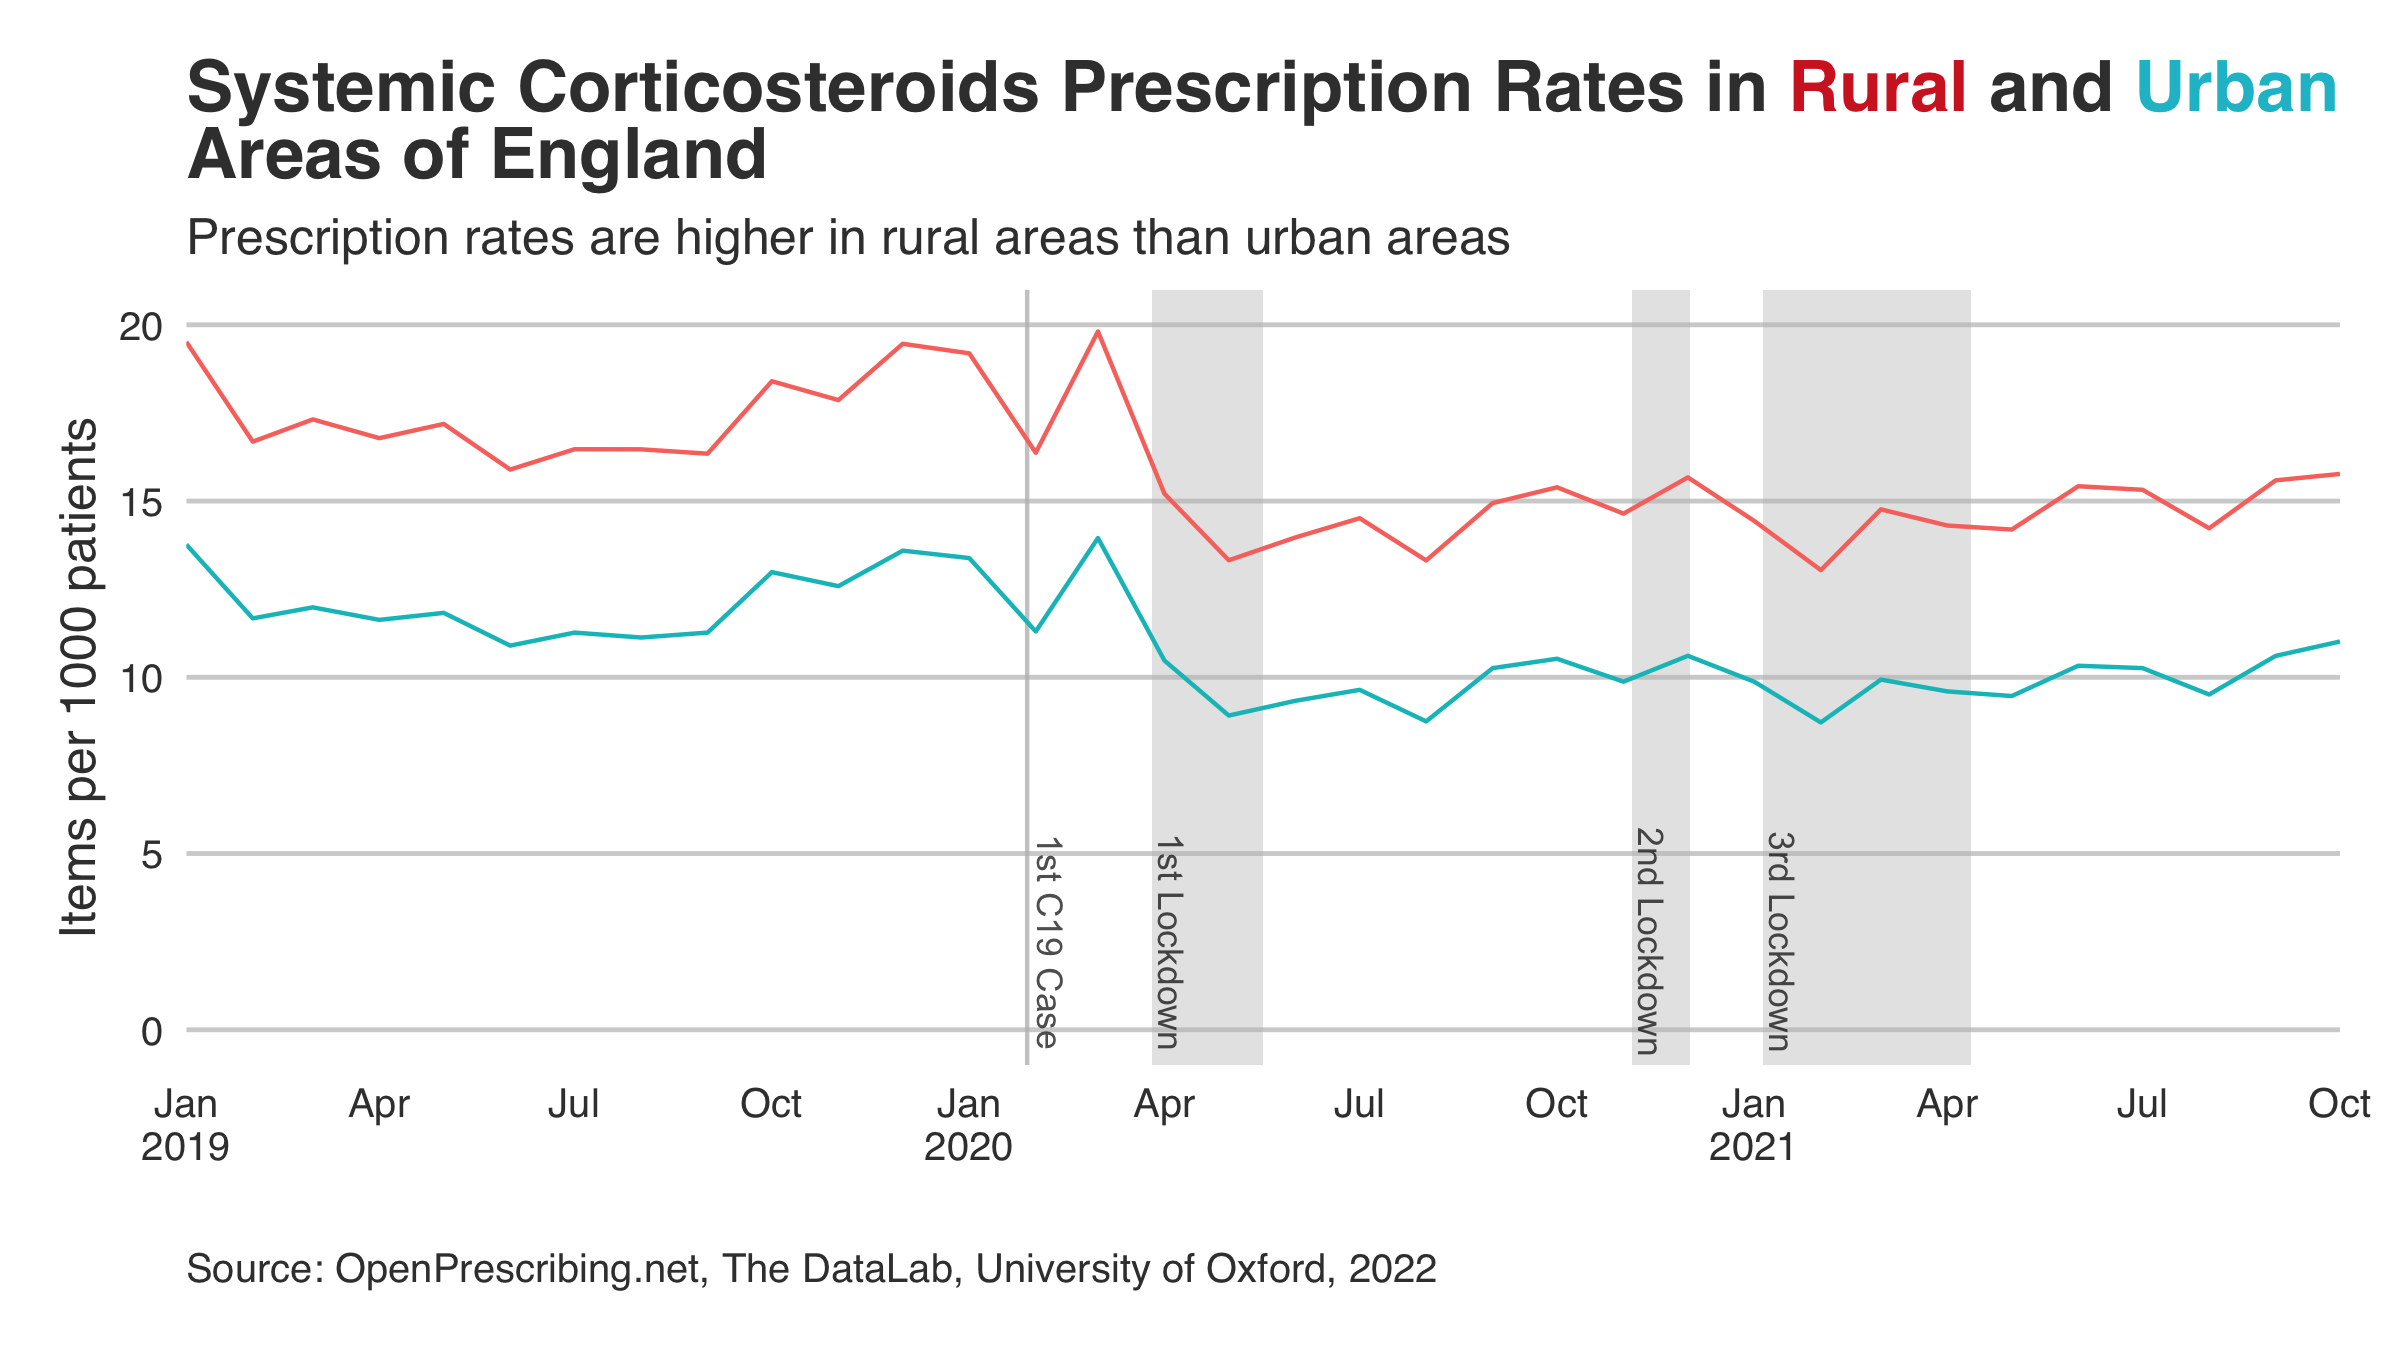 Systemic Corticosteroids Prescription Rates in Rural and Urban
Areas of England
Prescription rates are higher in rural areas than urban areas
Items per 1000 patients
20
15
10
5
0
1st C19 Case
1st Lockdown
2nd Lockdown
3rd Lockdown
Jan Apr Jul Oct Jan Apr Jul Oct Jan Apr Jul Oct
2019 2020 2021
Source: OpenPrescribing.net, The DataLab, University of Oxford, 2022